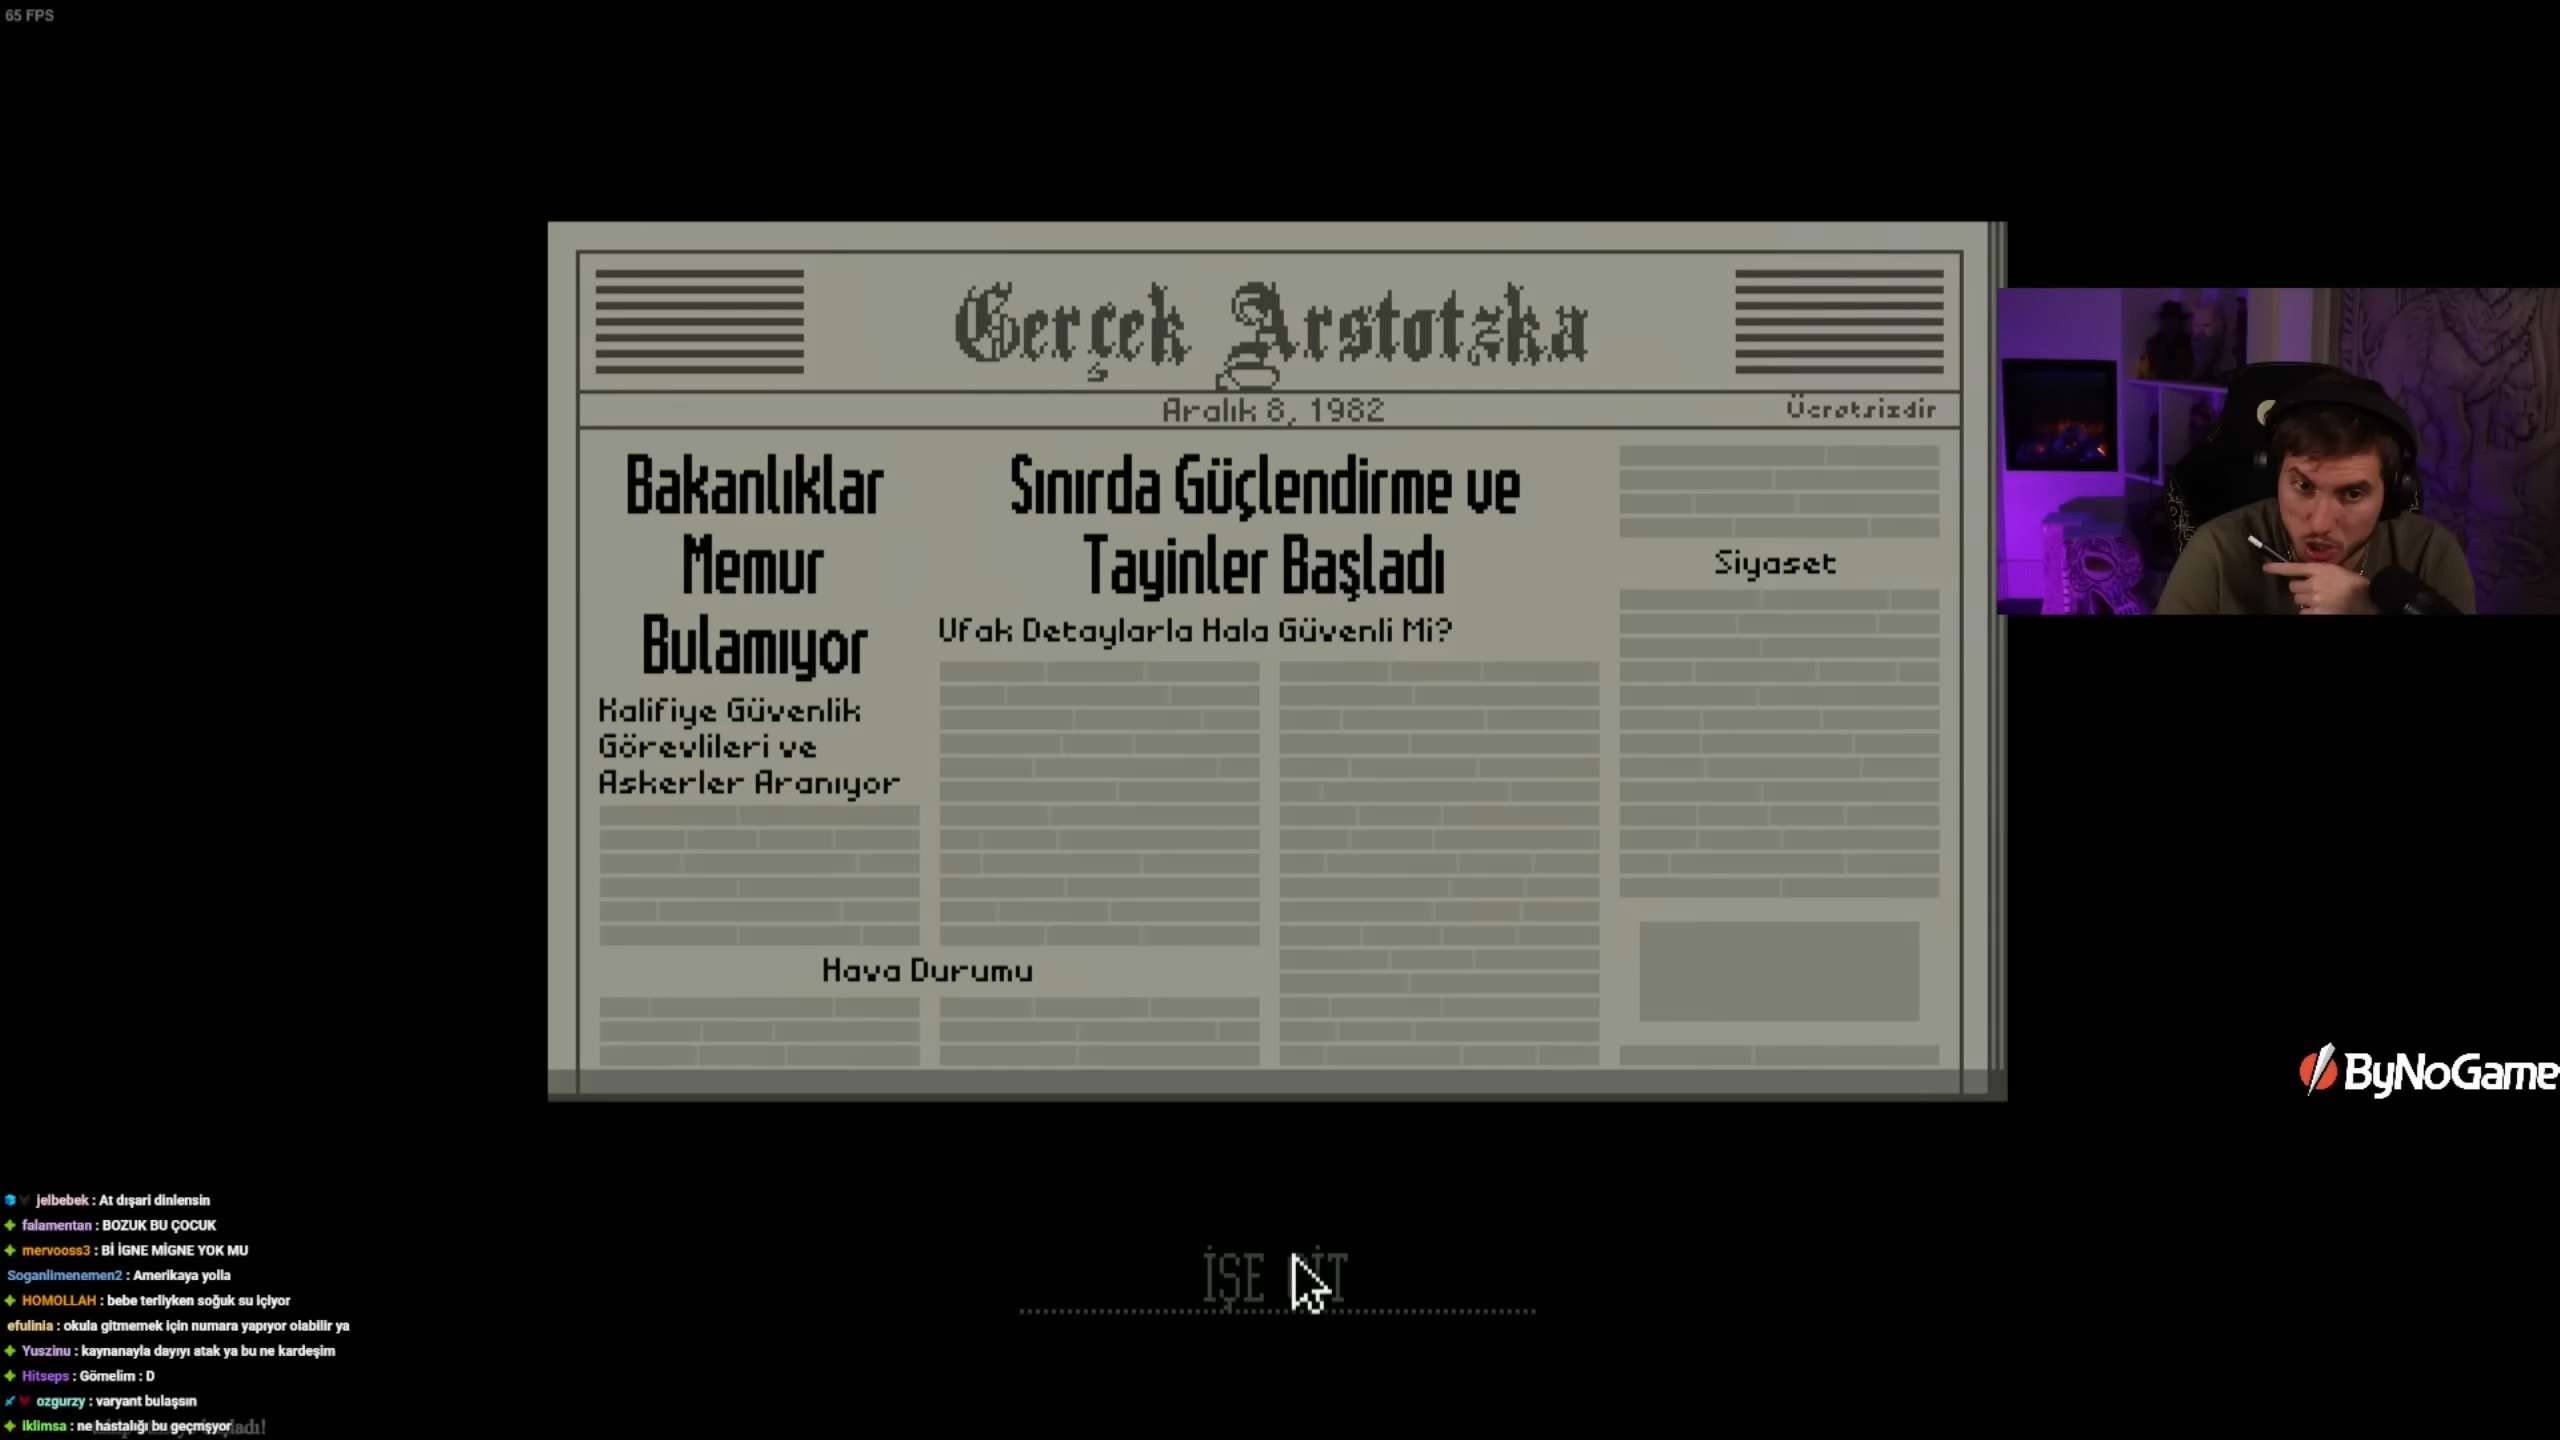 65 FPS
Gerçek Arstotzka
Aralık 8, 1982
Ücretsizdir
Bakanlıklar
Memur
Bulamıyor
Kalifiye Güvenlik
Görevlileri ve
Askerler Aranıyor
Sınırda Güçlendirme ve
Tayinler Başladı
Ufak Detaylarla Hala Güvenli Mi?
Siyaset
Hava Durumu
İŞE
ByNoGame
jelbebek : At dışari dinlensin
falamentan : BOZUK BU ÇOCUK
mervooss3 : Bİ İGNE MİGNE YOK MU
Soganlimenemen2 : Amerikaya yolla
HOMOLLAH : bebe terliyken soğuk su içiyor
efulinia : okula gitmemek için numara yapıyor olabilir ya
Yuszinu : kaynanayla dayıyı atak ya bu ne kardeşim
Hitseps : Gömelim : D
ozgurzy : varyant bulaşsın
iklimsa : ne hastalığı bu geçmşyor